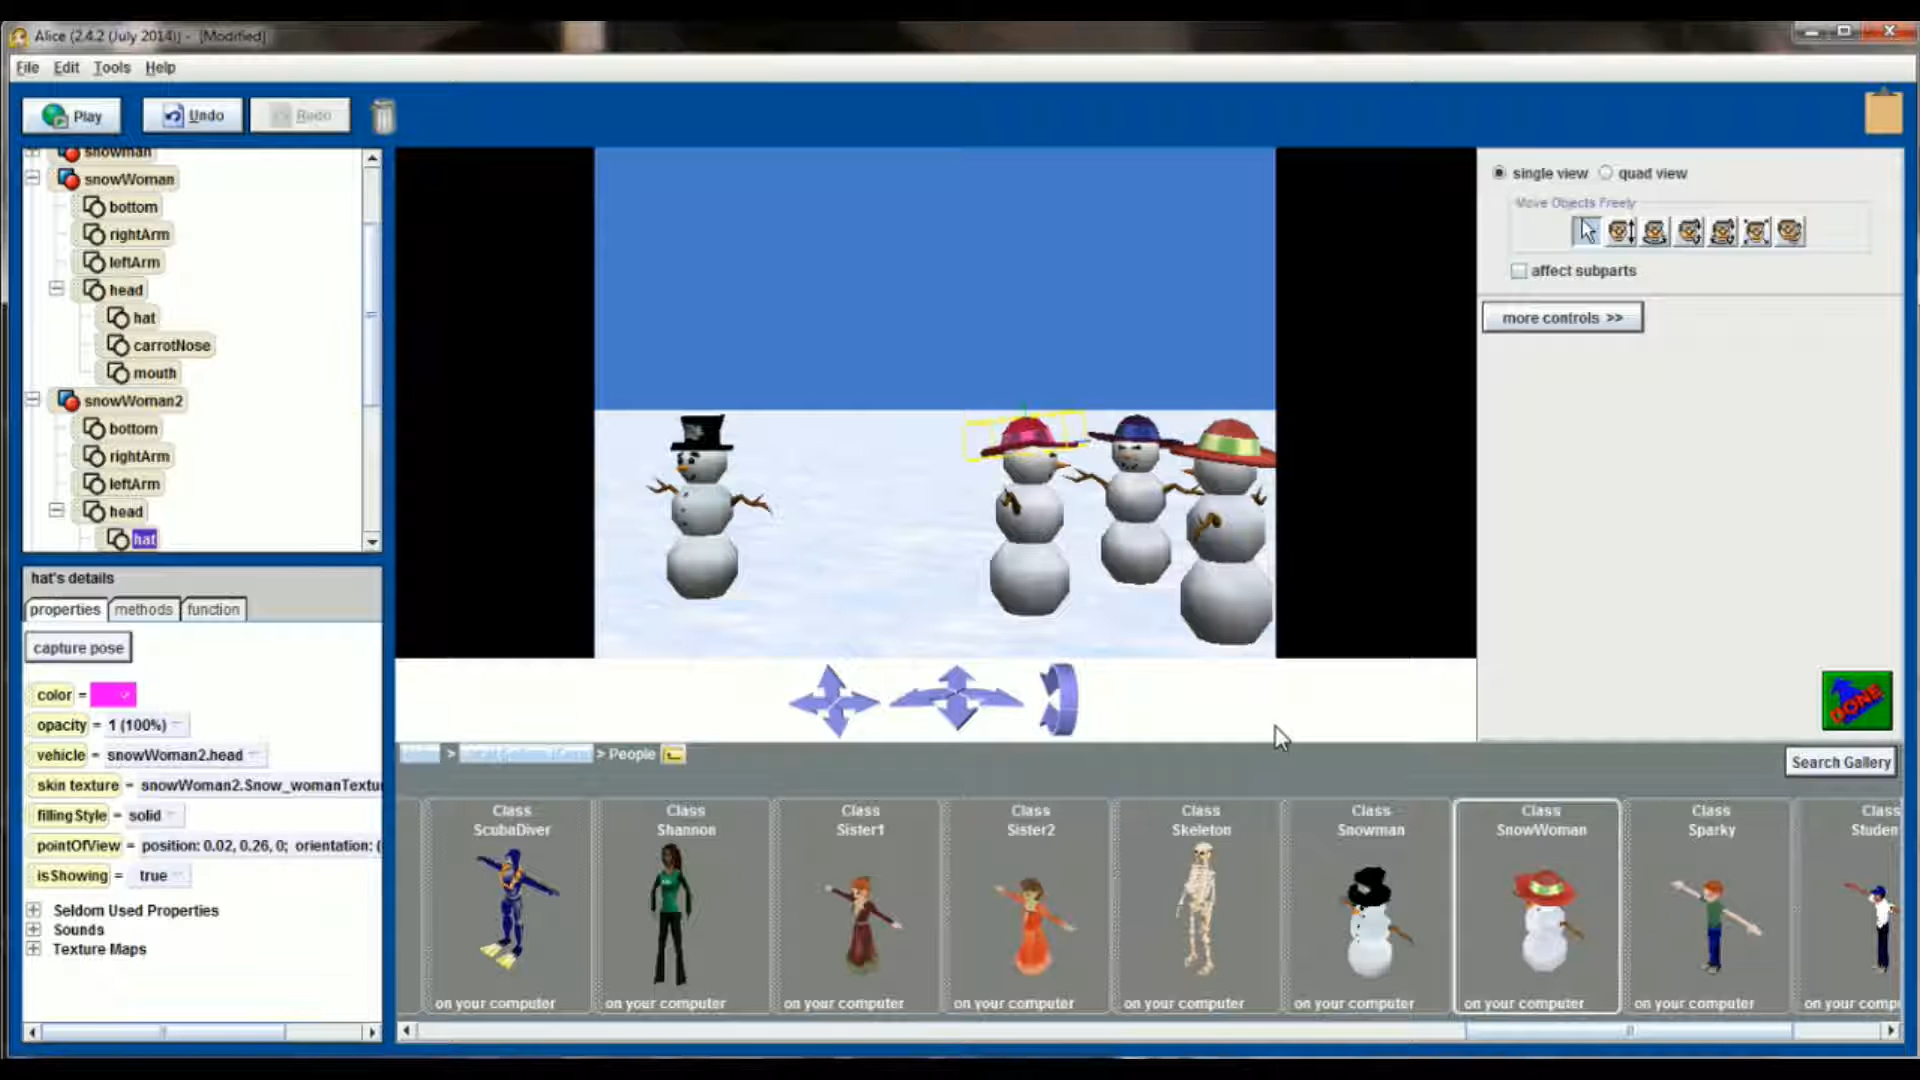 Alice (2.4.2 (July 2014)) - [Modified]
File Edit Tools Help
Play Undo Redo
snowman
snowWoman
bottom
rightArm
leftArm
head
hat
carrotNose
mouth
snowWoman2
bottom
rightArm
leftArm
head
hat
single view quad view
Move Objects Freely
affect subparts
more controls >>
DONE
hat's details
properties methods function
capture pose
color =
opacity = 1 (100%)
vehicle = snowWoman2.head
skin texture = snowWoman2.Snow_womanTextu
fillingStyle = solid
pointOfView = position: 0.02, 0.26, 0; orientation: (
isShowing = true
Seldom Used Properties
Sounds
Texture Maps
> > People
Search Gallery
Class
ScubaDiver
on your computer
Class
Shannon
on your computer
Class
Sister1
on your computer
Class
Sister2
on your computer
Class
Skeleton
on your computer
Class
Snowman
on your computer
Class
SnowWoman
on your computer
Class
Sparky
on your computer
Class
Studen
on your comp